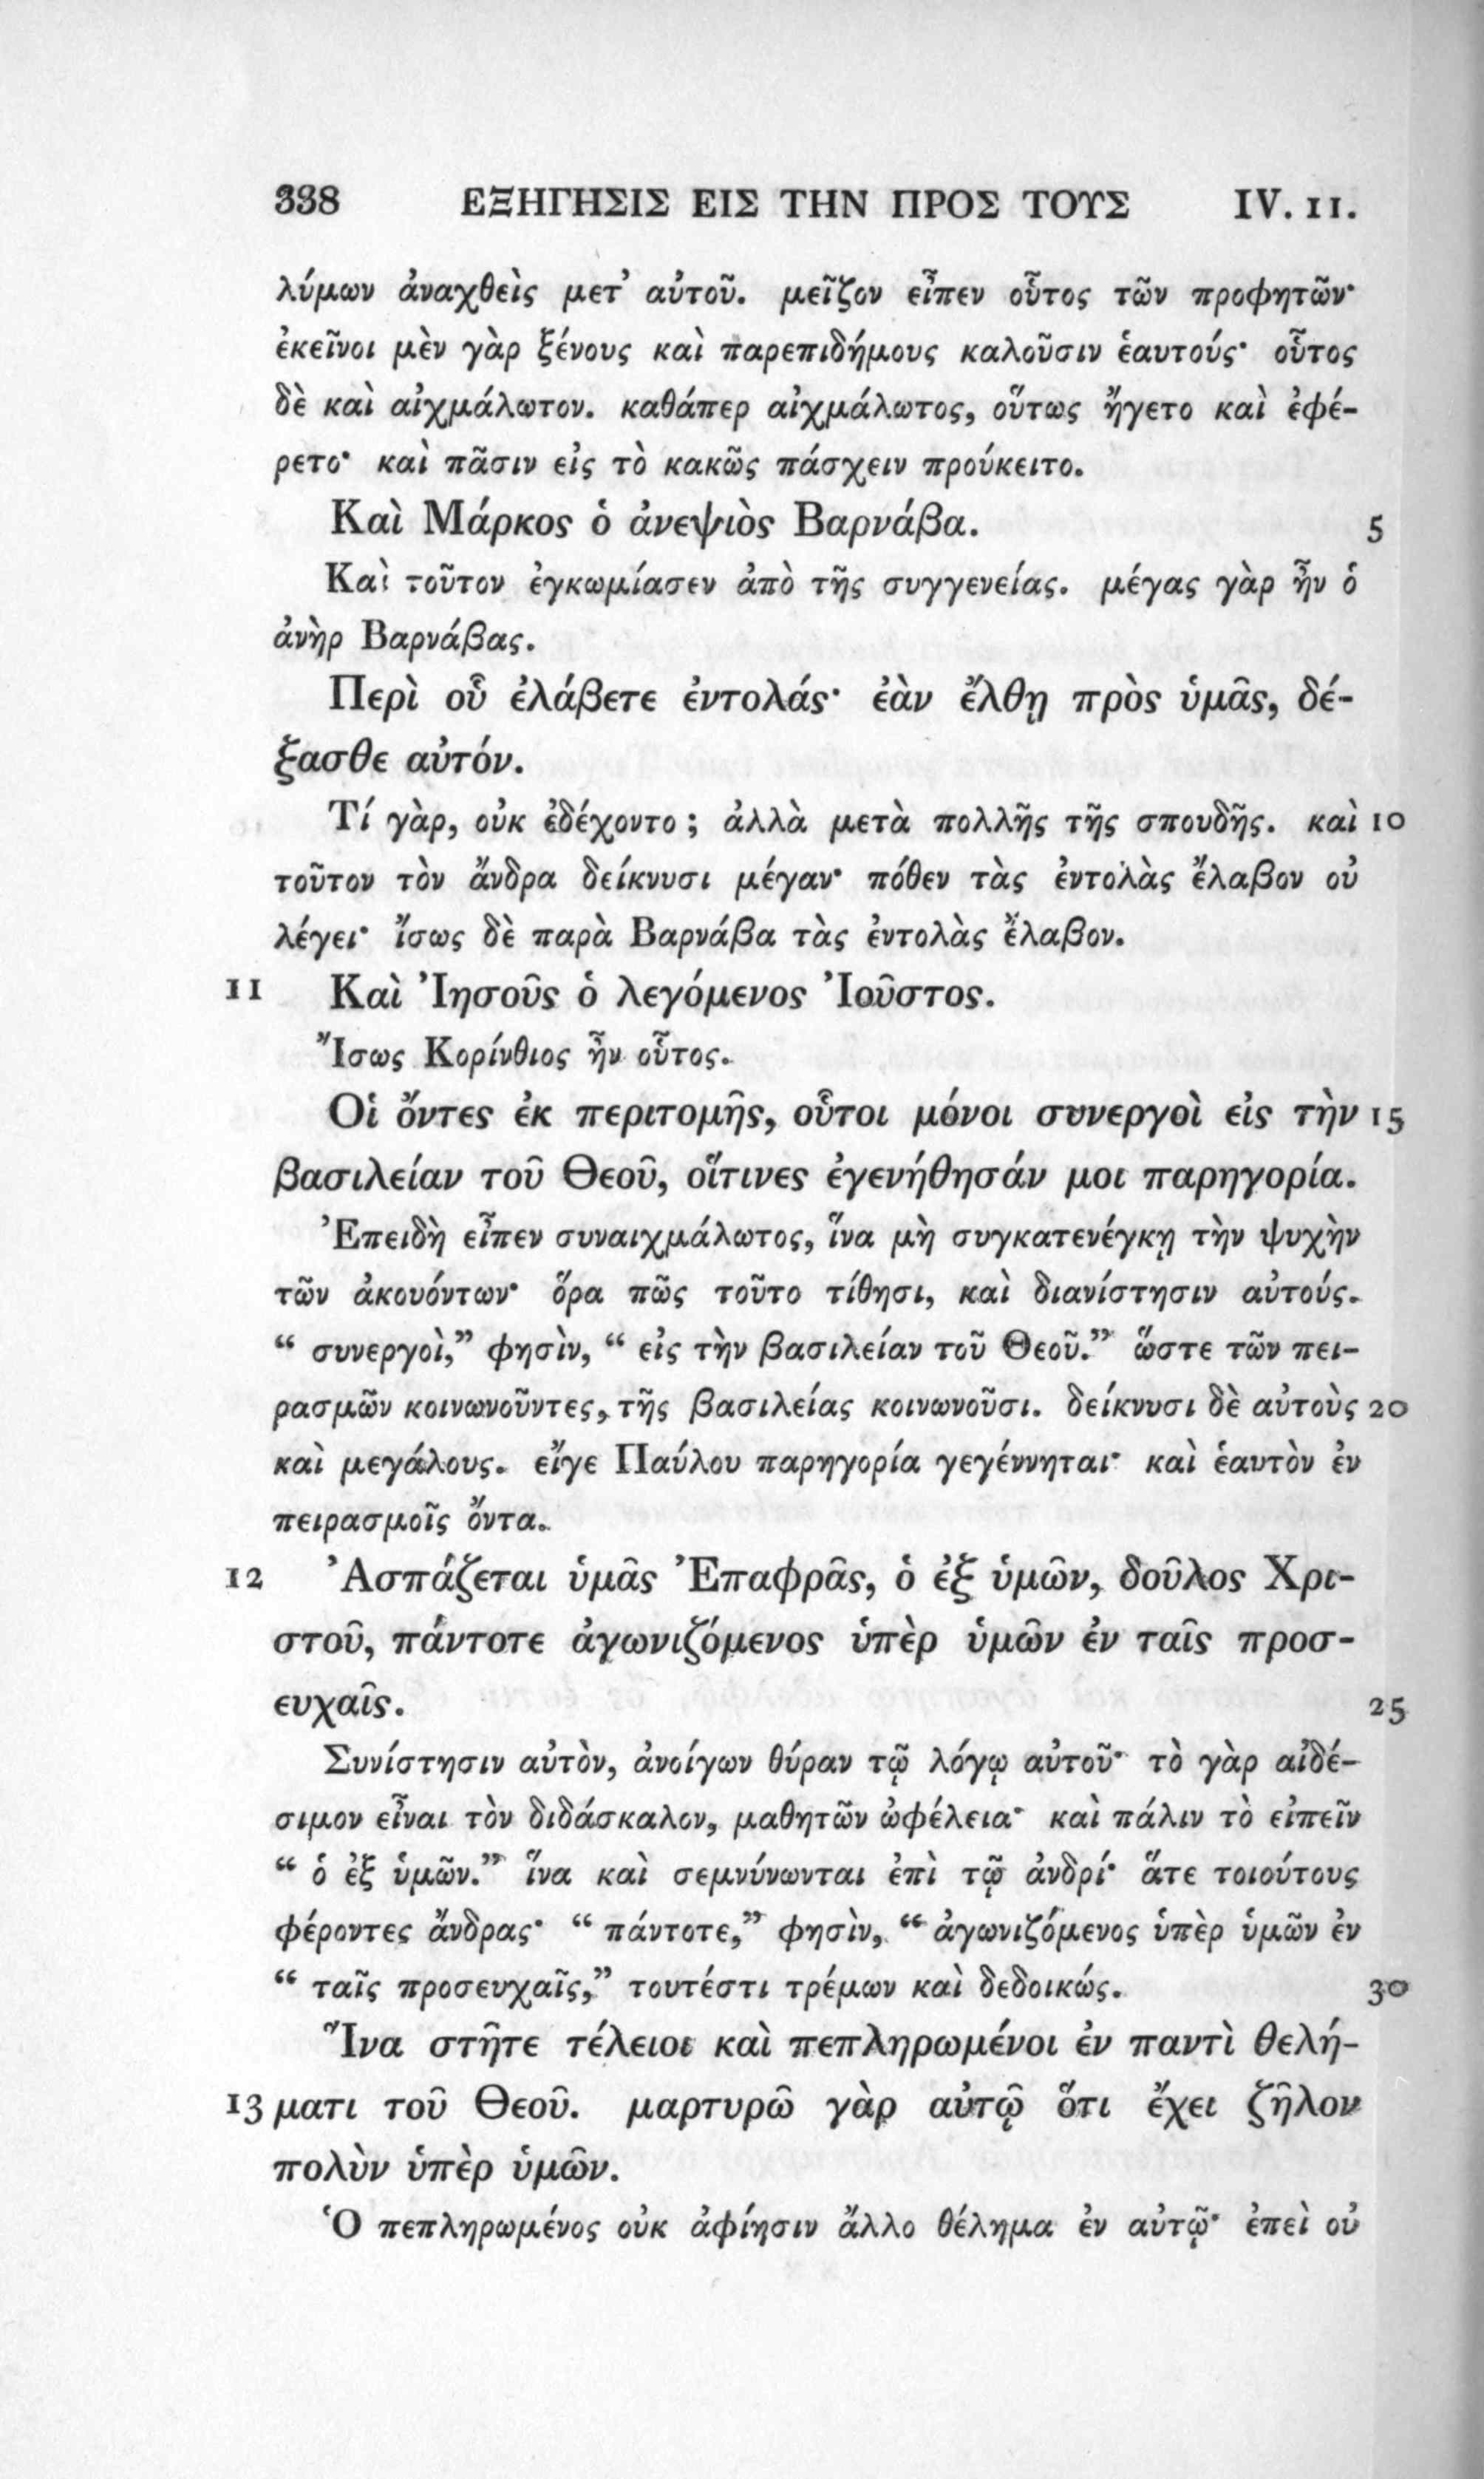 338 ΕΞΗΓΗΣΙΣ ΕΙΣ ΤΗΝ ΠΡΟΣ ΤΟΥΣ IV. 11.
λύμων ἀναχθεὶς μετ’ αὐτοῦ. μεῖζον εἶπεν οὗτος τῶν προφητῶν·
ἐκεῖνοι μὲν γὰρ ξένους καὶ παρεπιδήμους καλοῦσιν ἑαυτούς· οὗτος
δὲ καὶ αἰχμάλωτον. καθάπερ αἰχμάλωτος, οὕτως ἤγετο καὶ ἐφέ-
ρετο· καὶ πᾶσιν εἰς τὸ κακῶς πάσχειν προύκειτο.
Καὶ Μάρκος ὁ ἀνεψιὸς Βαρνάβα. 5
Καὶ τοῦτον ἐγκωμίασεν ἀπὸ τῆς συγγενείας. μέγας γὰρ ἦν ὁ
ἀνὴρ Βαρνάβας.
Περὶ οὗ ἐλάβετε ἐντολάς· ἐὰν ἔλθῃ πρὸς ὑμᾶς, δέ-
ξασθε αὐτόν.
Τί γὰρ, οὐκ ἐδέχοντο ; ἀλλὰ μετὰ πολλῆς τῆς σπουδῆς. καὶ 10
τοῦτον τὸν ἄνδρα δείκνυσι μέγαν· πόθεν τὰς ἐντολὰς ἔλαβον οὐ
λέγει· ἴσως δὲ παρὰ Βαρνάβα τὰς ἐντολὰς ἔλαβον.
11 Καὶ Ἰησοῦς ὁ λεγόμενος Ἰοῦστος.
Ἴσως Κορίνθιος ἦν οὗτος.
Οἱ ὄντες ἐκ περιτομῆς, οὗτοι μόνοι συνεργοὶ εἰς τὴν 15
βασιλείαν τοῦ Θεοῦ, οἵτινες ἐγενήθησάν μοι παρηγορία.
Ἐπειδὴ εἶπεν συναιχμάλωτος, ἵνα μὴ συγκατενέγκῃ τὴν ψυχὴν
τῶν ἀκουόντων· ὅρα πῶς τοῦτο τίθησι, καὶ διανίστησιν αὐτούς.
“ συνεργοὶ,” φησὶν, “ εἰς τὴν βασιλείαν τοῦ Θεοῦ.” ὥστε τῶν πει-
ρασμῶν κοινωνοῦντες, τῆς βασιλείας κοινωνοῦσι. δείκνυσι δὲ αὐτοὺς 20
καὶ μεγάλους. εἴγε Παύλου παρηγορία γεγέννηται· καὶ ἑαυτὸν ἐν
πειρασμοῖς ὄντα.
12 Ἀσπάζεται ὑμᾶς Ἐπαφρᾶς, ὁ ἐξ ὑμῶν, δοῦλος Χρι-
στοῦ, πάντοτε ἀγωνιζόμενος ὑπὲρ ὑμῶν ἐν ταῖς προσ-
ευχαῖς. 25
Συνίστησιν αὐτὸν, ἀνοίγων θύραν τῷ λόγῳ αὐτοῦ· τὸ γὰρ αἰδέ-
σιμον εἶναι τὸν διδάσκαλον, μαθητῶν ὠφέλεια· καὶ πάλιν τὸ εἰπεῖν
“ ὁ ἐξ ὑμῶν.” ἵνα καὶ σεμνύνωνται ἐπὶ τῷ ἀνδρί· ἅτε τοιούτους
φέροντες ἄνδρας· “ πάντοτε,” φησὶν, “ ἀγωνιζόμενος ὑπὲρ ὑμῶν ἐν
“ ταῖς προσευχαῖς,” τουτέστι τρέμων καὶ δεδοικώς. 30
Ἵνα στῆτε τέλειοι καὶ πεπληρωμένοι ἐν παντὶ θελή-
13 ματι τοῦ Θεοῦ. μαρτυρῶ γὰρ αὐτῷ ὅτι ἔχει ζῆλον
πολὺν ὑπὲρ ὑμῶν.
Ὁ πεπληρωμένος οὐκ ἀφίησιν ἄλλο θέλημα ἐν αὐτῷ· ἐπεὶ οὐ